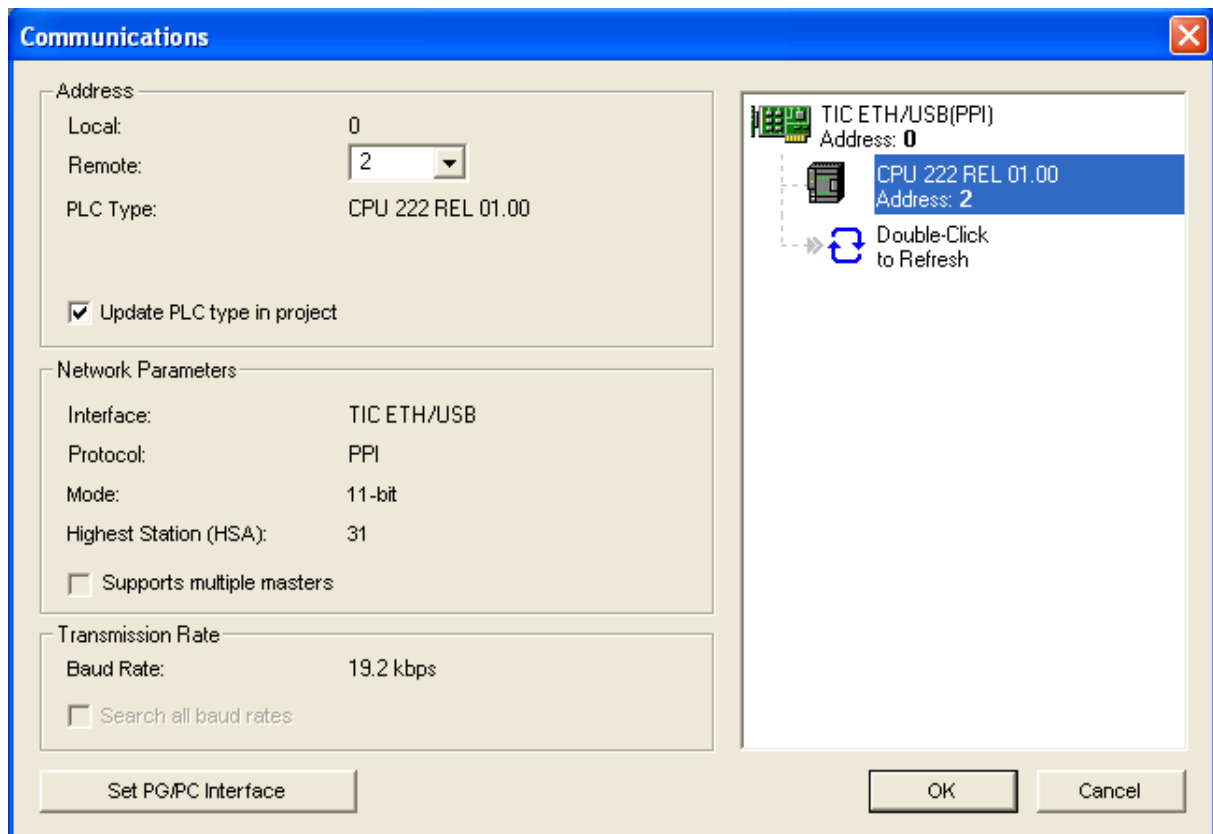 Communications
Address
Local: 0
Remote: 2
PLC Type: CPU 222 REL 01.00
Update PLC type in project
Network Parameters
Interface: TIC ETH/USB
Protocol: PPI
Mode: 11-bit
Highest Station (HSA): 31
Supports multiple masters
Transmission Rate
Baud Rate: 19.2 kbps
Search all baud rates
Set PG/PC Interface
TIC ETH/USB(PPI)
Address: 0
CPU 222 REL 01.00
Address: 2
Double-Click
to Refresh
OK
Cancel